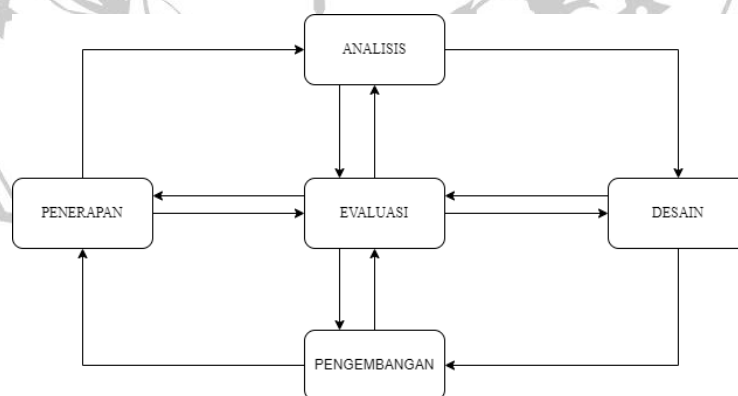 ANALISIS
PENERAPAN
EVALUASI
DESAIN
PENGEMBANGAN